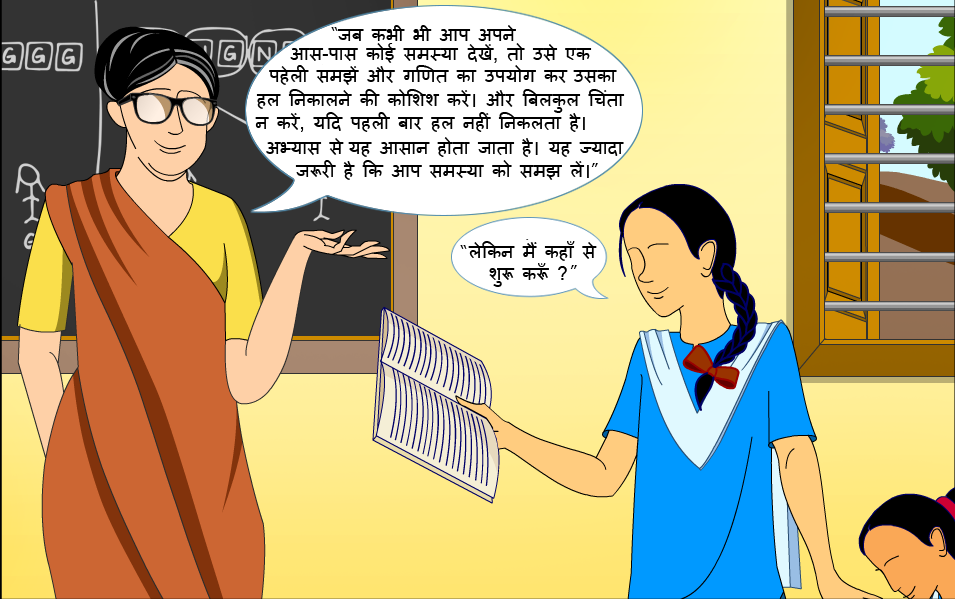 GGG
IGN
"जब कभी भी आप अपने
आस-पास कोई समस्या देखें, तो उसे एक
पहेली समझें और गणित का उपयोग कर उसका
हल निकालने की कोशिश करें। और बिलकुल चिंता
न करें, यदि पहली बार हल नहीं निकलता है।
अभ्यास से यह आसान होता जाता है। यह ज्यादा
जरूरी है कि आप समस्या को समझ लें।”
“लेकिन मैं कहाँ से
शुरू करूँ ?”